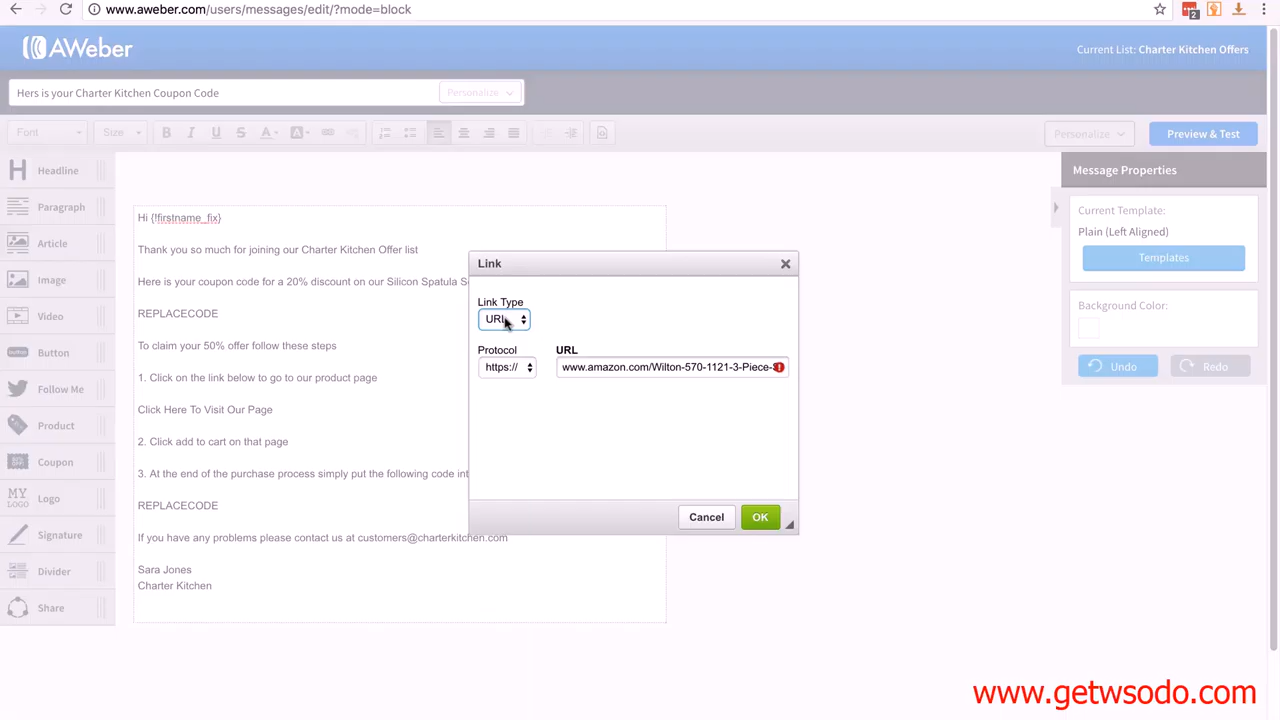 www.aweber.com/users/messages/edit/?mode=block
2
AWeber
Current List: Charter Kitchen Offers
Hers is your Charter Kitchen Coupon Code
Personalize
Font
Size
B I U S A A
Personalize
Preview & Test
H Headline
Paragraph
Article
Image
Video
Button
Follow Me
Product
Coupon
MY LOGO Logo
Signature
Divider
Share
Hi {!firstname_fix}
Thank you so much for joining our Charter Kitchen Offer list
Here is your coupon code for a 20% discount on our Silicon Spatula S
REPLACECODE
To claim your 50% offer follow these steps
1. Click on the link below to go to our product page
Click Here To Visit Our Page
2. Click add to cart on that page
3. At the end of the purchase process simply put the following code int
REPLACECODE
If you have any problems please contact us at customers@charterkitchen.com
Sara Jones
Charter Kitchen
Link
Link Type
URL
Protocol
https://
URL
www.amazon.com/Wilton-570-1121-3-Piece-
Cancel
OK
Message Properties
Current Template:
Plain (Left Aligned)
Templates
Background Color:
Undo
Redo
www.getwsodo.com